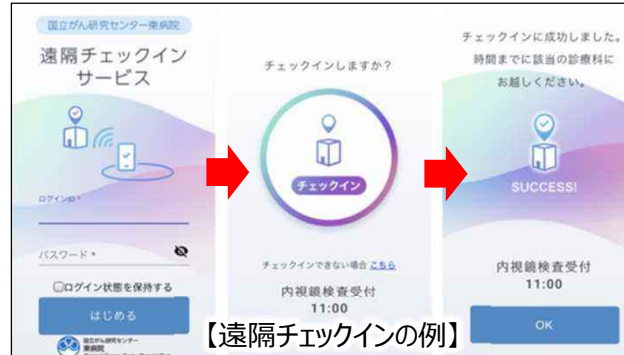 国立がん研究センター東病院
遠隔チェックイン
サービス
ログインID *
パスワード *
ログイン状態を保持する
はじめる
国立がん研究センター
東病院
チェックインしますか？
チェックイン
チェックインできない場合 こちら
内視鏡検査受付
11:00
チェックインに成功しました。
時間までに該当の診療科に
お越しください。
SUCCESS!
内視鏡検査受付
11:00
OK
【遠隔チェックインの例】